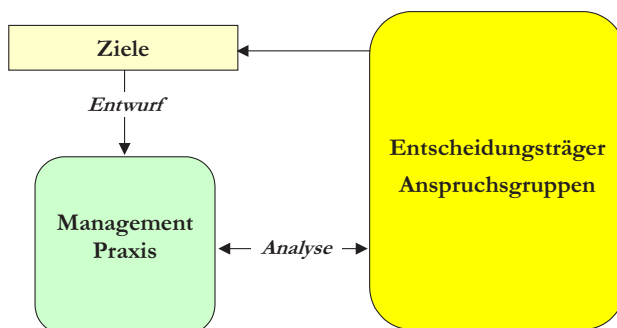 Ziele
Entwurf
Entscheidungsträger
Anspruchsgruppen
Management
Praxis
Analyse